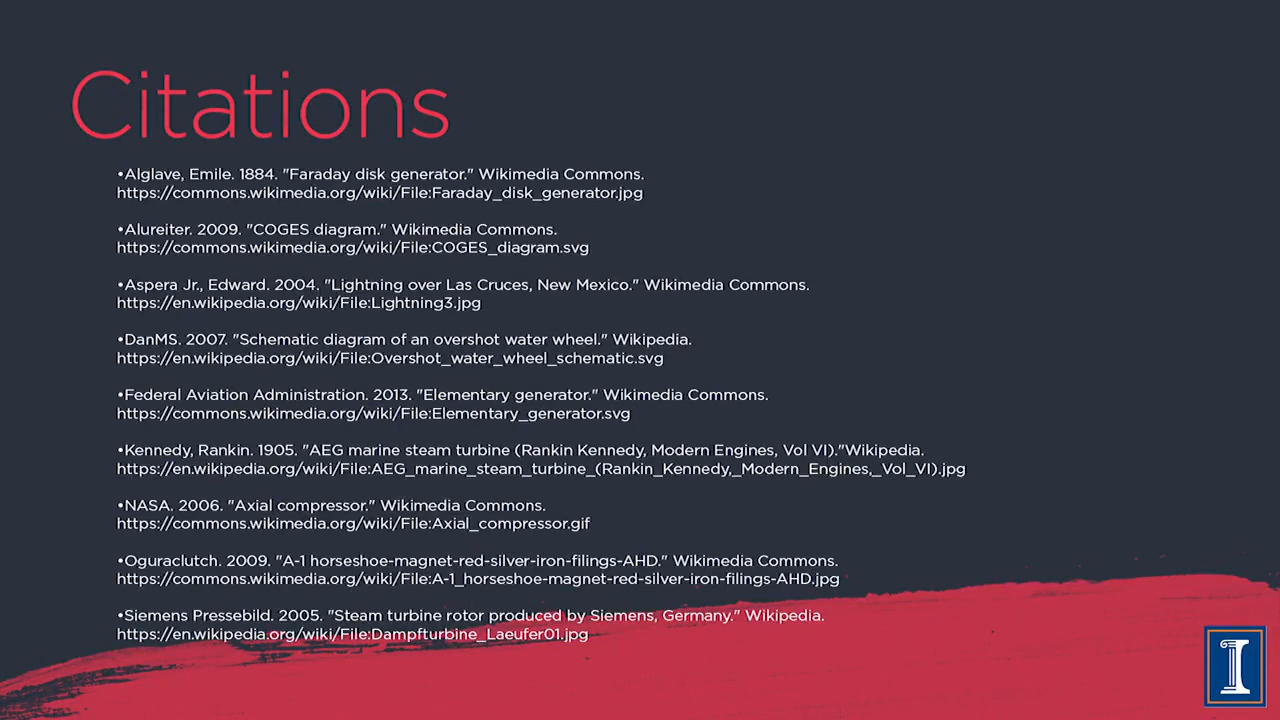 Citations
•Alglave, Emile. 1884. "Faraday disk generator." Wikimedia Commons.
https://commons.wikimedia.org/wiki/File:Faraday_disk_generator.jpg
•Alureiter. 2009. "COGES diagram." Wikimedia Commons.
https://commons.wikimedia.org/wiki/File:COGES_diagram.svg
•Aspera Jr., Edward. 2004. "Lightning over Las Cruces, New Mexico." Wikimedia Commons.
https://en.wikipedia.org/wiki/File:Lightning3.jpg
•DanMS. 2007. "Schematic diagram of an overshot water wheel." Wikipedia.
https://en.wikipedia.org/wiki/File:Overshot_water_wheel_schematic.svg
•Federal Aviation Administration. 2013. "Elementary generator." Wikimedia Commons.
https://commons.wikimedia.org/wiki/File:Elementary_generator.svg
•Kennedy, Rankin. 1905. "AEG marine steam turbine (Rankin Kennedy, Modern Engines, Vol VI)."Wikipedia.
https://en.wikipedia.org/wiki/File:AEG_marine_steam_turbine_(Rankin_Kennedy,_Modern_Engines,_Vol_VI).jpg
•NASA. 2006. "Axial compressor." Wikimedia Commons.
https://commons.wikimedia.org/wiki/File:Axial_compressor.gif
•Oguraclutch. 2009. "A-1 horseshoe-magnet-red-silver-iron-filings-AHD." Wikimedia Commons.
https://commons.wikimedia.org/wiki/File:A-1_horseshoe-magnet-red-silver-iron-filings-AHD.jpg
•Siemens Pressebild. 2005. "Steam turbine rotor produced by Siemens, Germany." Wikipedia.
https://en.wikipedia.org/wiki/File:Dampfturbine_Laeufer01.jpg
I